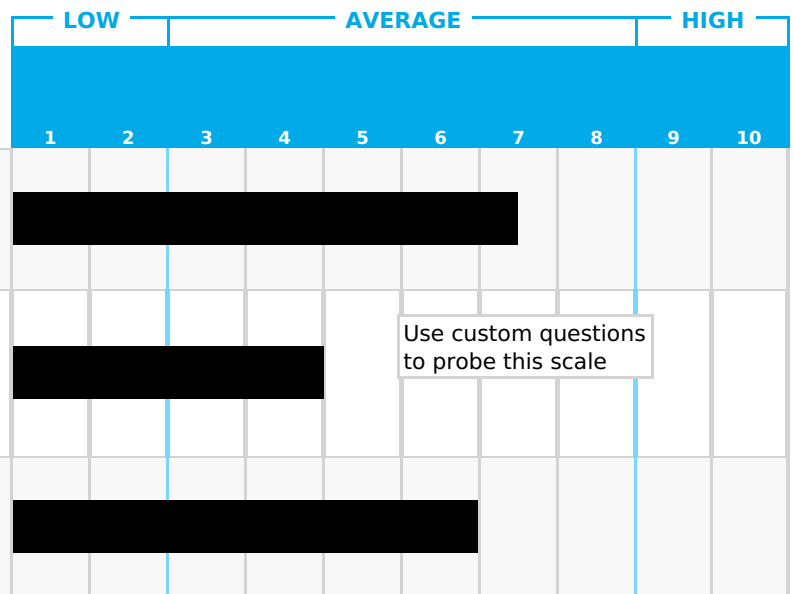 LOW AVERAGE HIGH
1 2 3 4 5 6 7 8 9 10
Use custom questions
to probe this scale